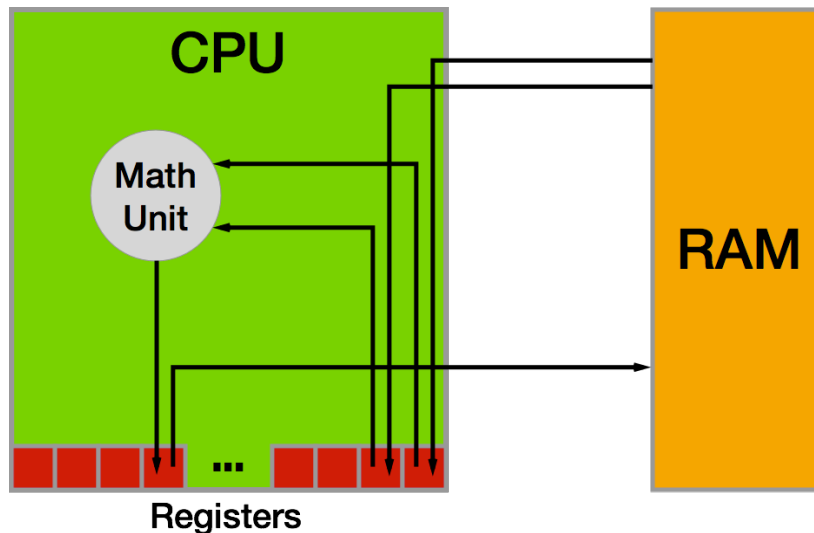 CPU
Math
Unit
RAM
...
Registers